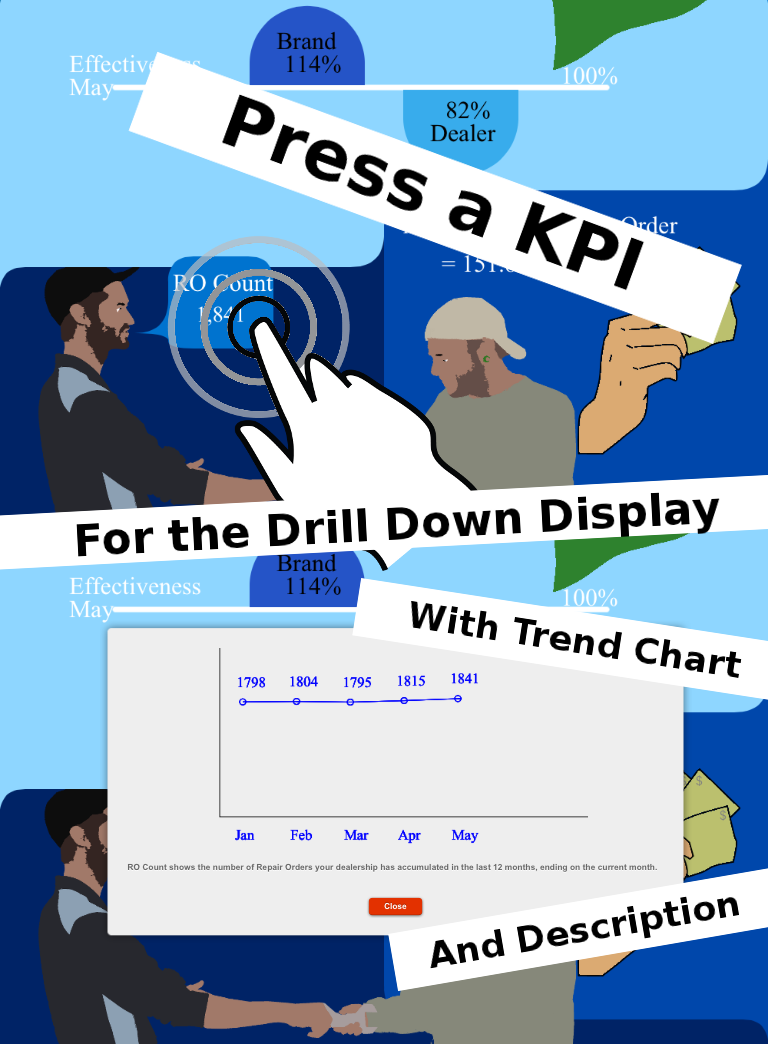 Brand
114%
Effectiveness
May
100%
82%
Dealer
Press a KPI
Order
RO Count
1,841
For the Drill Down Display
Brand
114%
Effectiveness
May
100%
With Trend Chart
1798 1804 1795 1815 1841
Jan Feb Mar Apr May
RO Count shows the number of Repair Orders your dealership has accumulated in the last 12 months, ending on the current month.
Close
And Description